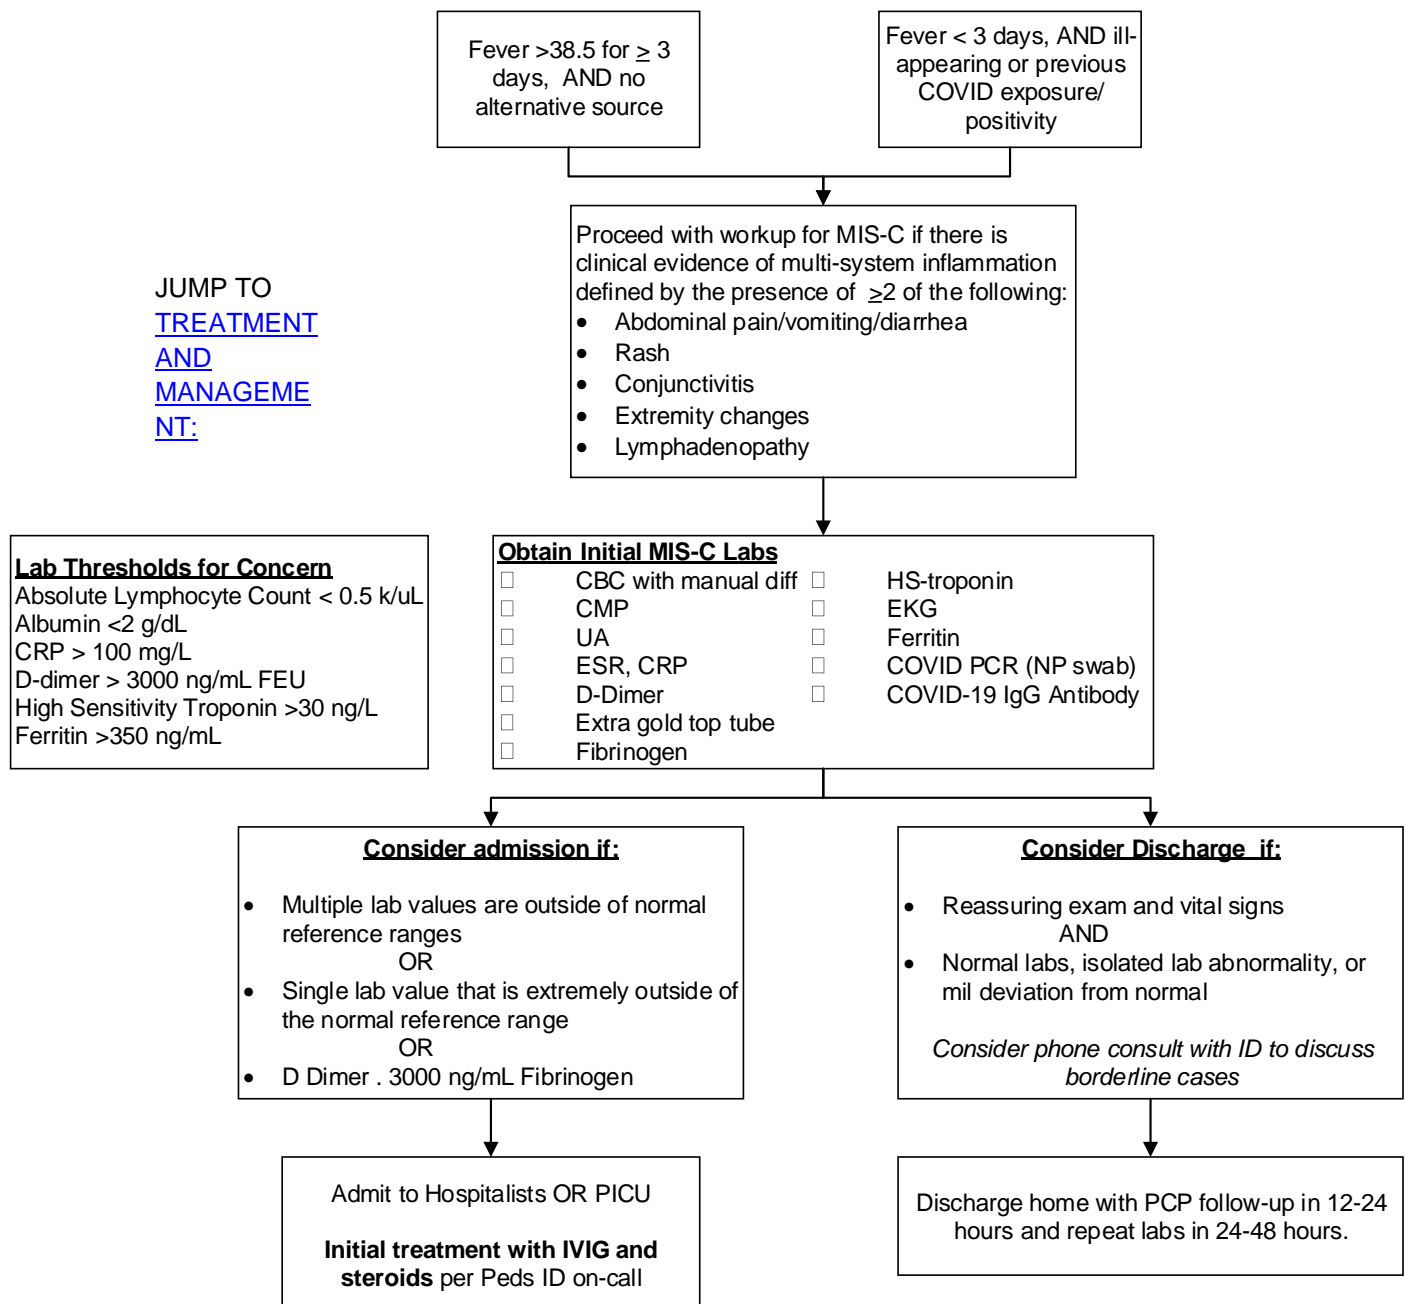 Fever >38.5 for ≥ 3
days,  AND no
alternative source
Fever < 3 days, AND ill-
appearing or previous
COVID exposure/
positivity
Proceed with workup for MIS-C if there is
clinical evidence of multi-system inflammation
defined by the presence of  ≥2 of the following:
• Abdominal pain/vomiting/diarrhea
• Rash
• Conjunctivitis
• Extremity changes
• Lymphadenopathy
JUMP TO
TREATMENT
AND
MANAGEME
NT:
Lab Thresholds for Concern
Absolute Lymphocyte Count < 0.5 k/uL
Albumin <2 g/dL
CRP > 100 mg/L
D-dimer > 3000 ng/mL FEU
High Sensitivity Troponin >30 ng/L
Ferritin >350 ng/mL
Obtain Initial MIS-C Labs
CBC with manual diff
CMP
UA
ESR, CRP
D-Dimer
Extra gold top tube
Fibrinogen
HS-troponin
EKG
Ferritin
COVID PCR (NP swab)
COVID-19 IgG Antibody
Consider admission if:
• Multiple lab values are outside of normal
reference ranges
OR
• Single lab value that is extremely outside of
the normal reference range
OR
• D Dimer . 3000 ng/mL Fibrinogen
Consider Discharge  if:
• Reassuring exam and vital signs
AND
• Normal labs, isolated lab abnormality, or
mil deviation from normal
Consider phone consult with ID to discuss
borderline cases
Admit to Hospitalists OR PICU
Initial treatment with IVIG and
steroids per Peds ID on-call
Discharge home with PCP follow-up in 12-24
hours and repeat labs in 24-48 hours.